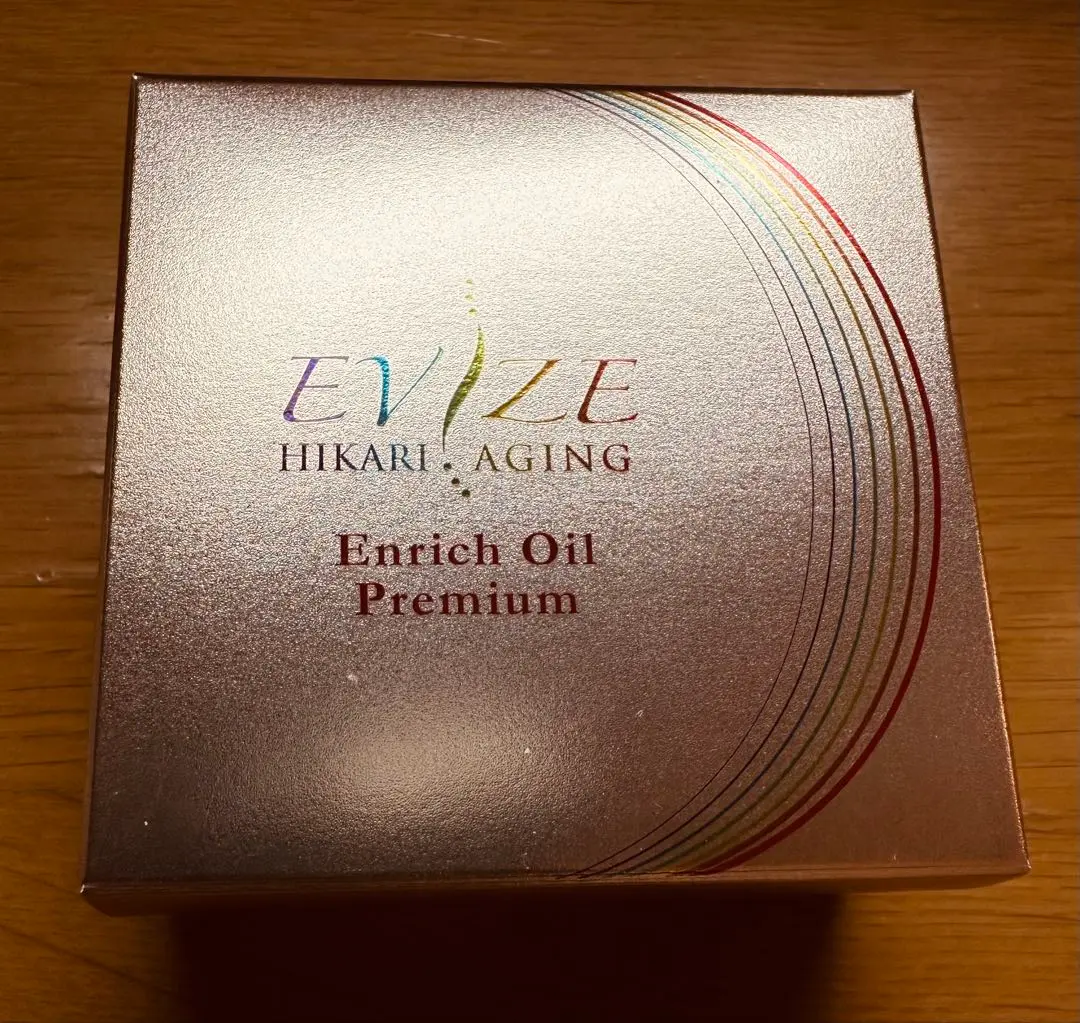 EVIZE
HIKARI AGING
Enrich Oil
Premium